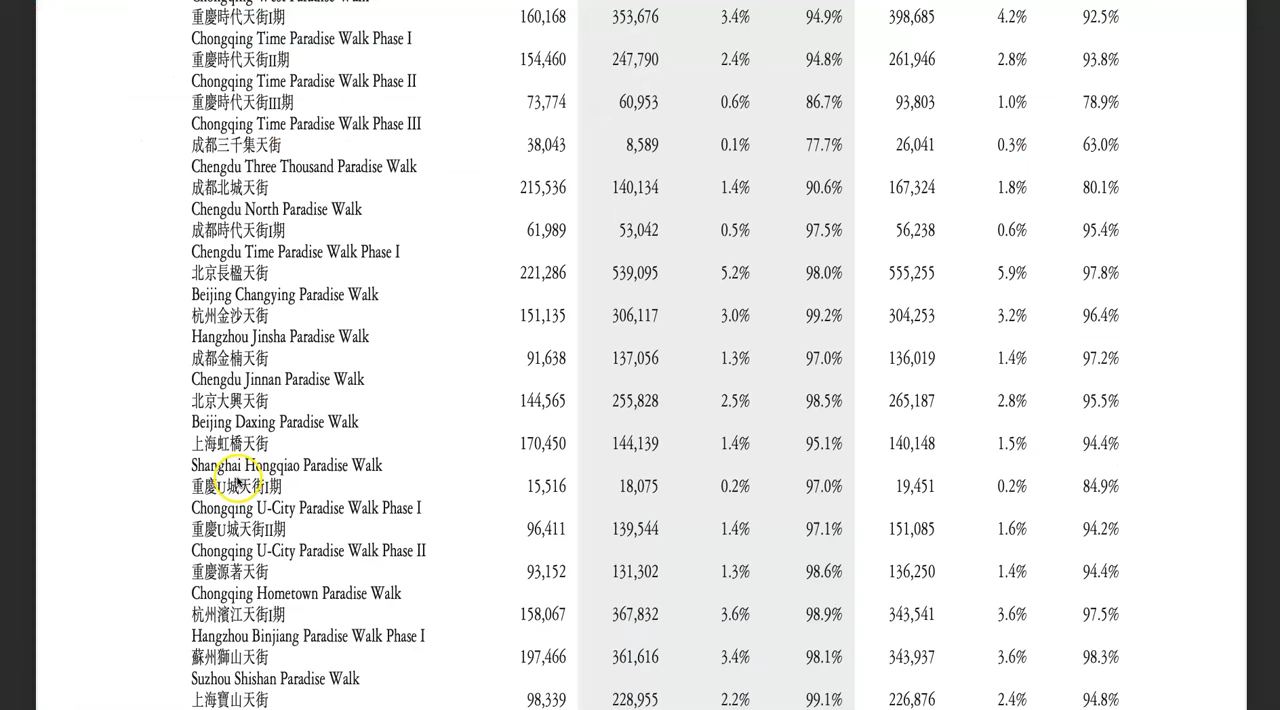 重慶時代天街I期 160,168 353,676 3.4% 94.9% 398,685 4.2% 92.5%
Chongqing Time Paradise Walk Phase I
重慶時代天街II期 154,460 247,790 2.4% 94.8% 261,946 2.8% 93.8%
Chongqing Time Paradise Walk Phase II
重慶時代天街III期 73,774 60,953 0.6% 86.7% 93,803 1.0% 78.9%
Chongqing Time Paradise Walk Phase III
成都三千集天街 38,043 8,589 0.1% 77.7% 26,041 0.3% 63.0%
Chengdu Three Thousand Paradise Walk
成都北城天街 215,536 140,134 1.4% 90.6% 167,324 1.8% 80.1%
Chengdu North Paradise Walk
成都時代天街I期 61,989 53,042 0.5% 97.5% 56,238 0.6% 95.4%
Chengdu Time Paradise Walk Phase I
北京長楹天街 221,286 539,095 5.2% 98.0% 555,255 5.9% 97.8%
Beijing Changying Paradise Walk
杭州金沙天街 151,135 306,117 3.0% 99.2% 304,253 3.2% 96.4%
Hangzhou Jinsha Paradise Walk
成都金楠天街 91,638 137,056 1.3% 97.0% 136,019 1.4% 97.2%
Chengdu Jinnan Paradise Walk
北京大興天街 144,565 255,828 2.5% 98.5% 265,187 2.8% 95.5%
Beijing Daxing Paradise Walk
上海虹橋天街 170,450 144,139 1.4% 95.1% 140,148 1.5% 94.4%
Shanghai Hongqiao Paradise Walk
重慶U城天街I期 15,516 18,075 0.2% 97.0% 19,451 0.2% 84.9%
Chongqing U-City Paradise Walk Phase I
重慶U城天街II期 96,411 139,544 1.4% 97.1% 151,085 1.6% 94.2%
Chongqing U-City Paradise Walk Phase II
重慶源著天街 93,152 131,302 1.3% 98.6% 136,250 1.4% 94.4%
Chongqing Hometown Paradise Walk
杭州濱江天街I期 158,067 367,832 3.6% 98.9% 343,541 3.6% 97.5%
Hangzhou Binjiang Paradise Walk Phase I
蘇州獅山天街 197,466 361,616 3.4% 98.1% 343,937 3.6% 98.3%
Suzhou Shishan Paradise Walk
上海寶山天街 98,339 228,955 2.2% 99.1% 226,876 2.4% 94.8%